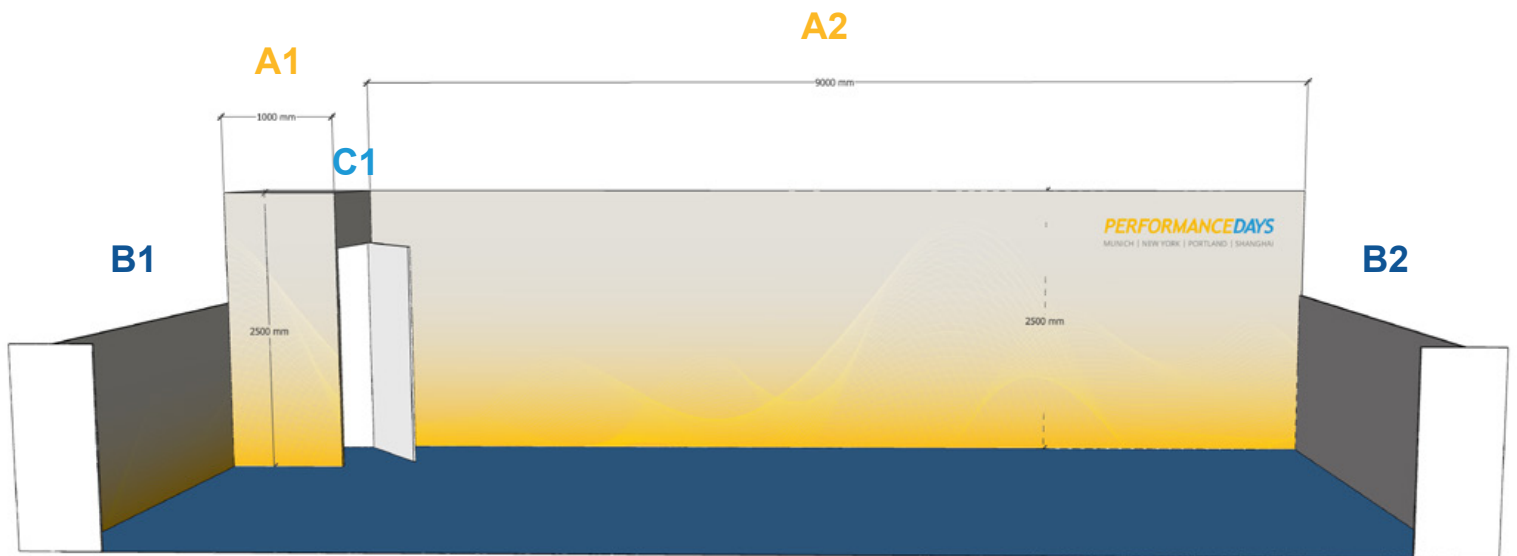 A2
A1
9000 mm
1000 mm
C1
PERFORMANCEDAYS
MUNICH | NEW YORK | PORTLAND | SHANGHAI
B1
B2
2500 mm
2500 mm